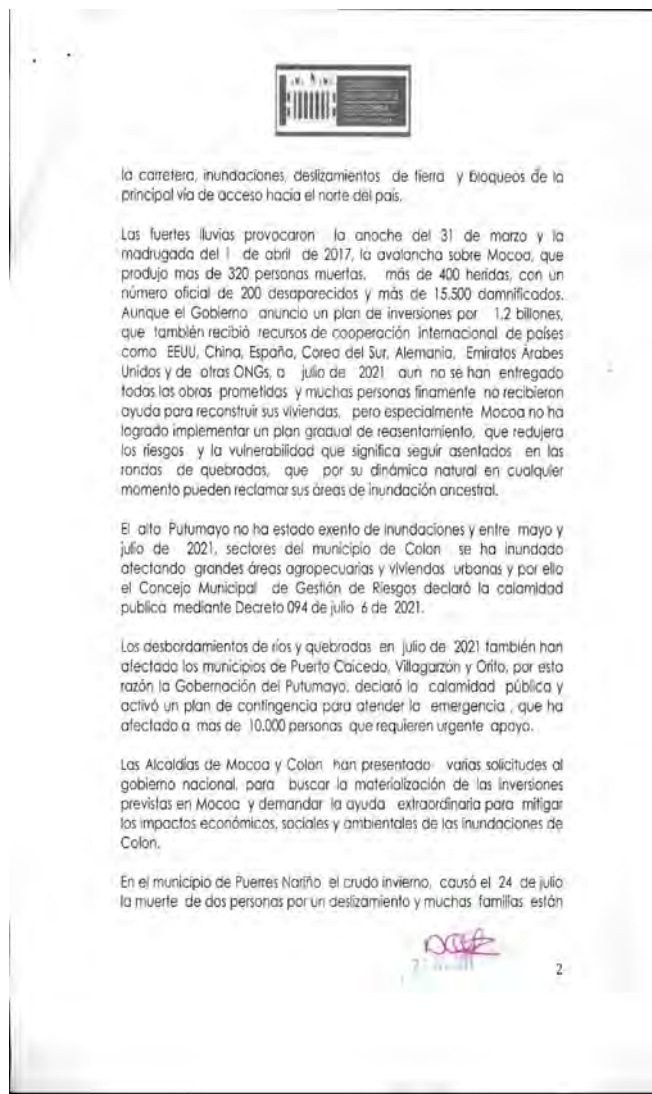 la carretera, inundaciones, deslizamientos de tierra y bloqueos de la
principal vía de acceso hacia el norte del país.
Las fuertes lluvias provocaron la anoche del 31 de marzo y la
madrugada del 1 de abril de 2017, la avalancha sobre Mocoa, que
produjo mas de 320 personas muertas, más de 400 heridas, con un
número oficial de 200 desaparecidos y más de 15.500 damnificados.
Aunque el Gobierno anuncio un plan de inversiones por 1,2 billones,
que también recibió recursos de cooperación internacional de países
como EEUU, China, España, Corea del Sur, Alemania, Emiratos Árabes
Unidos y de otras ONGs, a julio de 2021 aun no se han entregado
todas las obras prometidas y muchas personas finamente no recibieron
ayuda para reconstruir sus viviendas, pero especialmente Mocoa no ha
logrado implementar un plan gradual de reasentamiento, que redujera
los riesgos y la vulnerabilidad que significa seguir asentados en las
rondas de quebradas, que por su dinámica natural en cualquier
momento pueden reclamar sus áreas de inundación ancestral.
El alto Putumayo no ha estado exento de inundaciones y entre mayo y
julio de 2021, sectores del municipio de Colon se ha inundado
afectando grandes áreas agropecuarias y viviendas urbanas y por ello
el Concejo Municipal de Gestión de Riesgos declaró la calamidad
publica mediante Decreto 094 de julio 6 de 2021.
Los desbordamientos de ríos y quebradas en julio de 2021 también han
afectado los municipios de Puerto Caicedo, Villagarzón y Orito, por esta
razón la Gobernación del Putumayo, declaró la calamidad pública y
activó un plan de contingencia para atender la emergencia , que ha
afectado a mas de 10.000 personas que requieren urgente apoyo.
Las Alcaldías de Mocoa y Colon han presentado varias solicitudes al
gobierno nacional, para buscar la materialización de las inversiones
previstas en Mocoa y demandar la ayuda extraordinaria para mitigar
los impactos económicos, sociales y ambientales de las inundaciones de
Colon.
En el municipio de Puerres Nariño el crudo invierno, causó el 24 de julio
la muerte de dos personas por un deslizamiento y muchas familias están
2